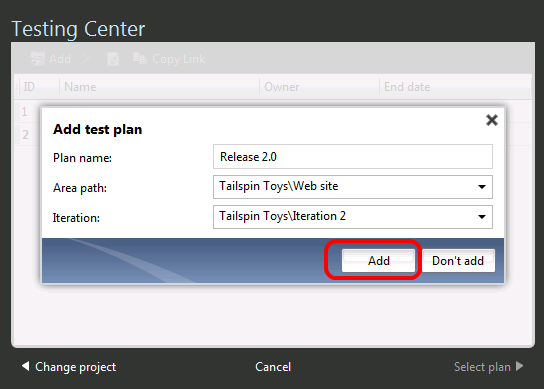 Testing Center
Add Copy Link
ID Name Owner End date
1
2
Add test plan
Plan name: Release 2.0
Area path: Tailspin Toys\Web site
Iteration: Tailspin Toys\Iteration 2
Add Don't add
Change project Cancel Select plan